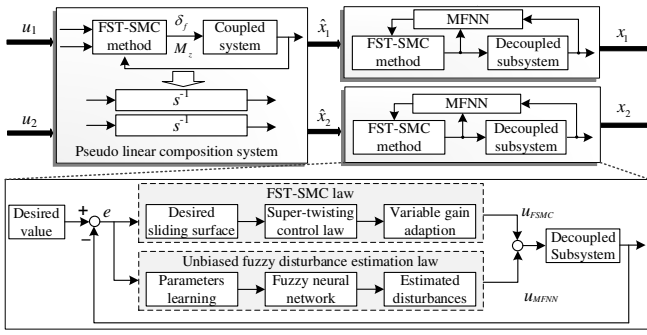 u1
u2
FST-SMC
method
δf
Mz
Coupled
system
s-1
s-1
Pseudo linear composition system
x̂1
x̂2
MFNN
FST-SMC
method
Decoupled
subsystem
x1
MFNN
FST-SMC
method
Decoupled
subsystem
x2
Desired
value
+
−
e
FST-SMC law
Desired
sliding surface
Super-twisting
control law
Variable gain
adaption
Unbiased fuzzy disturbance estimation law
Parameters
learning
Fuzzy neural
network
Estimated
disturbances
uFSMC
uMFNN
Decoupled
Subsystem